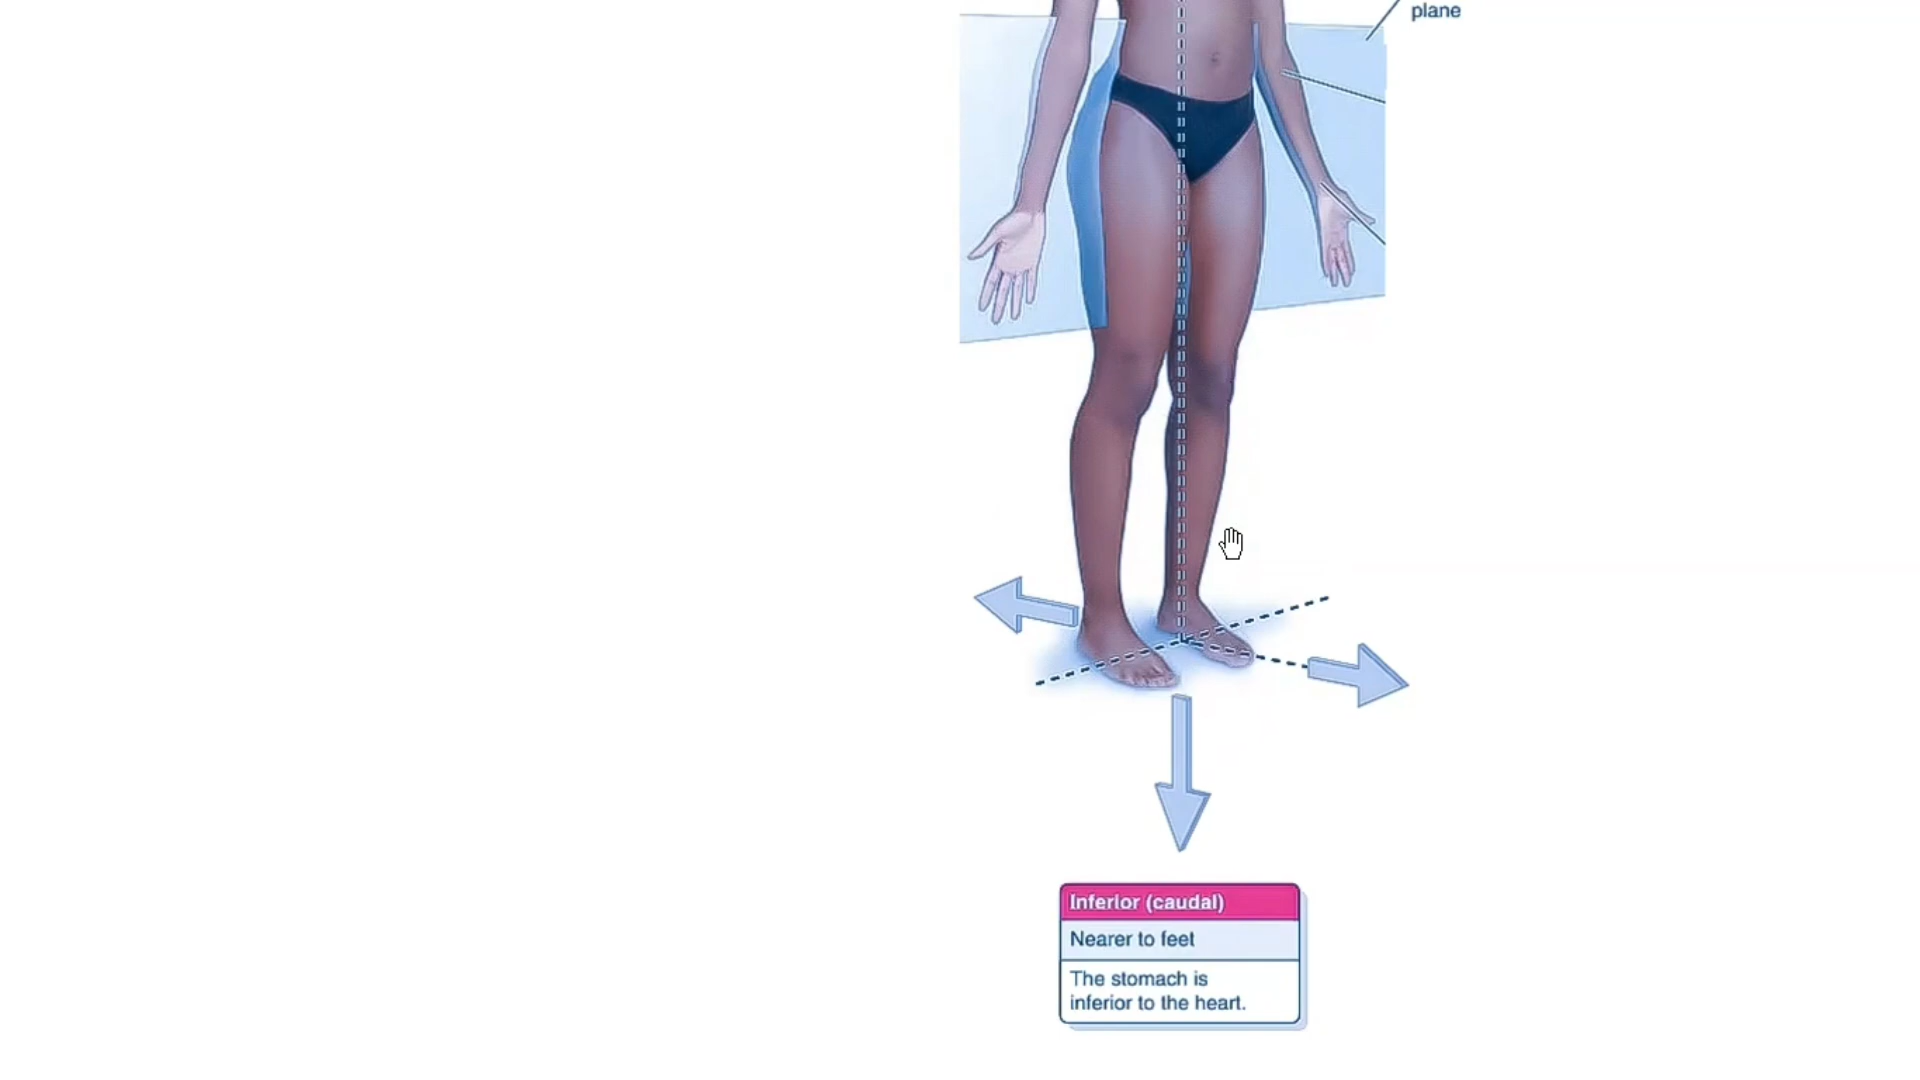 plane
Inferior (caudal)
Nearer to feet
The stomach is
inferior to the heart.